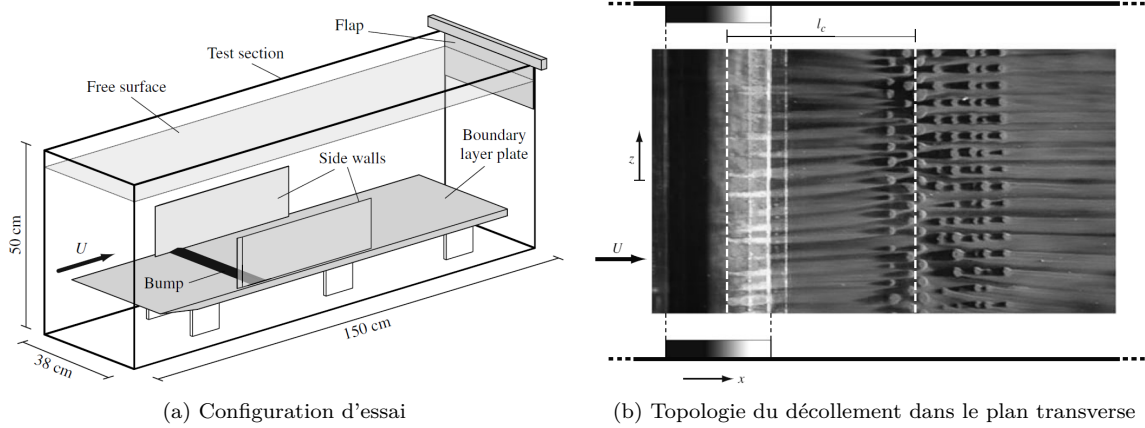 Flap
Test section
Free surface
Side walls
Boundary
layer plate
50 cm
U
Bump
38 cm
150 cm
(a) Configuration d'essai
l_c
z
U
x
(b) Topologie du décollement dans le plan transverse